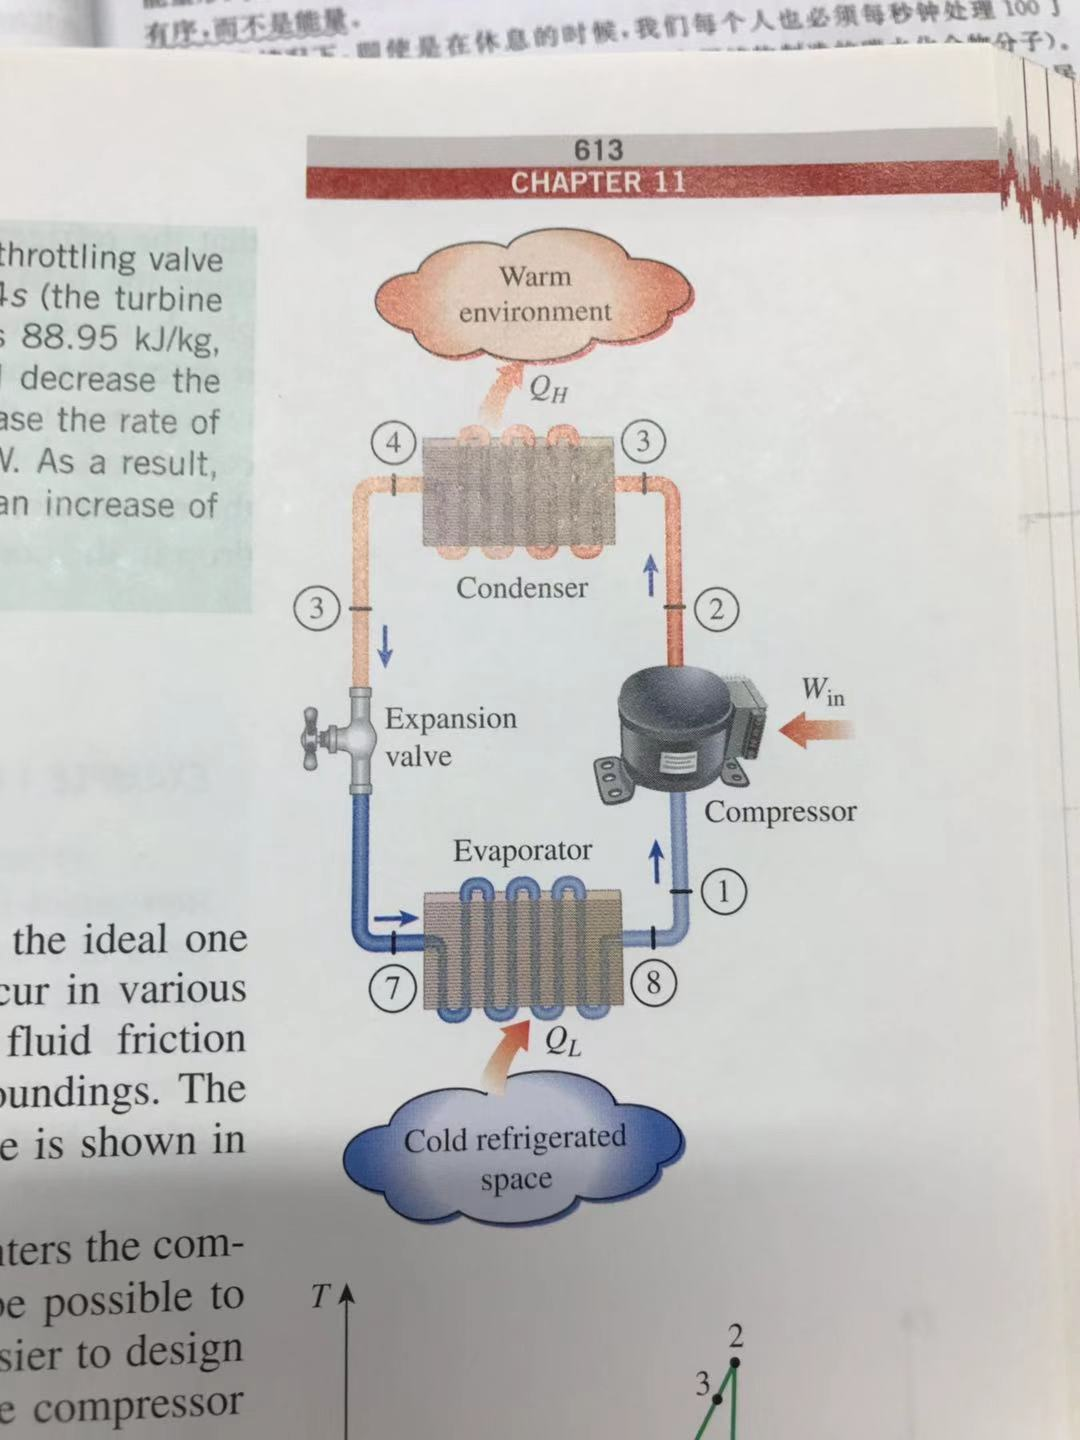 有序,而不是能量。
即使是在休息的时候,我们每个人也必须每秒钟处理 100 J
613
CHAPTER 11
throttling valve
4s (the turbine
s 88.95 kJ/kg,
decrease the
ase the rate of
W. As a result,
an increase of
the ideal one
cur in various
fluid friction
oundings. The
e is shown in
nters the com-
be possible to
sier to design
e compressor
Warm
environment
QH
4
3
Condenser
3
2
Win
Expansion
valve
Compressor
Evaporator
1
7
8
QL
Cold refrigerated
space
T
2
3